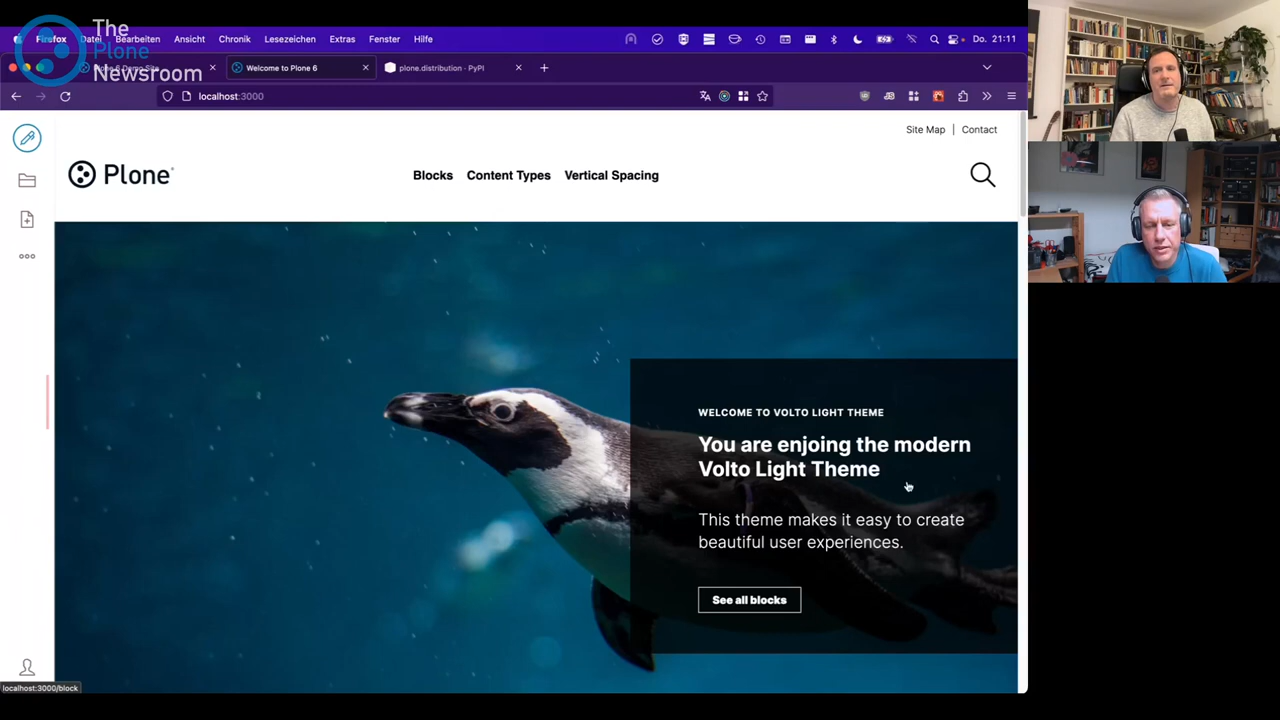 The
Plone
Newsroom
Firefox Datei Bearbeiten Ansicht Chronik Lesezeichen Extras Fenster Hilfe Do. 21:11
Welcome to Plone 6 plone.distribution · PyPI
localhost:3000
Site Map | Contact
Plone
Blocks Content Types Vertical Spacing
WELCOME TO VOLTO LIGHT THEME
You are enjoing the modern
Volto Light Theme
This theme makes it easy to create
beautiful user experiences.
See all blocks
localhost:3000/block